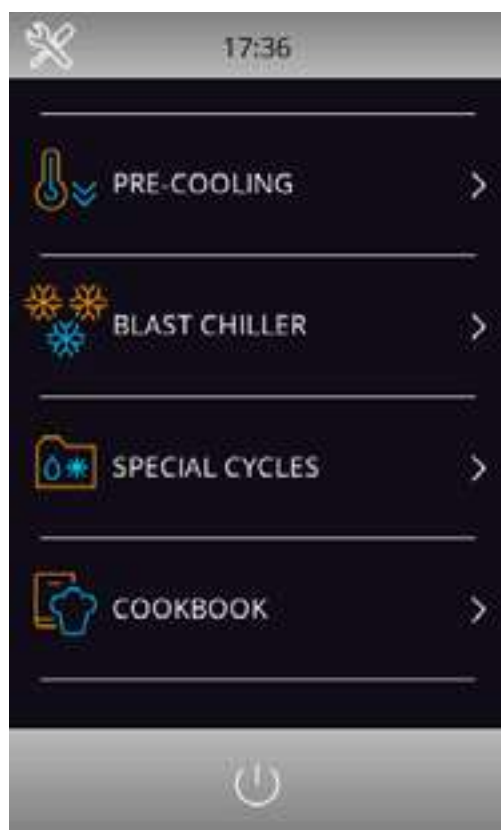 17:36
PRE-COOLING
BLAST CHILLER
SPECIAL CYCLES
COOKBOOK